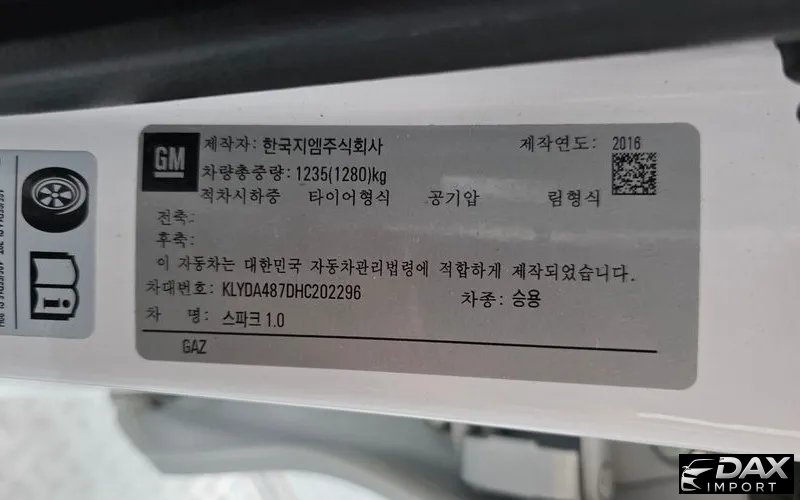 GM
제작자: 한국지엠주식회사
제작연도: 2016
차량총중량: 1235(1280)kg
적차시하중 타이어형식 공기압 림형식
전축:
후축:
이 자동차는 대한민국 자동차관리법령에 적합하게 제작되었습니다.
차대번호: KLYDA487DHC202296
차종: 승용
차 명: 스파크 1.0
GAZ
DAX
IMPORT